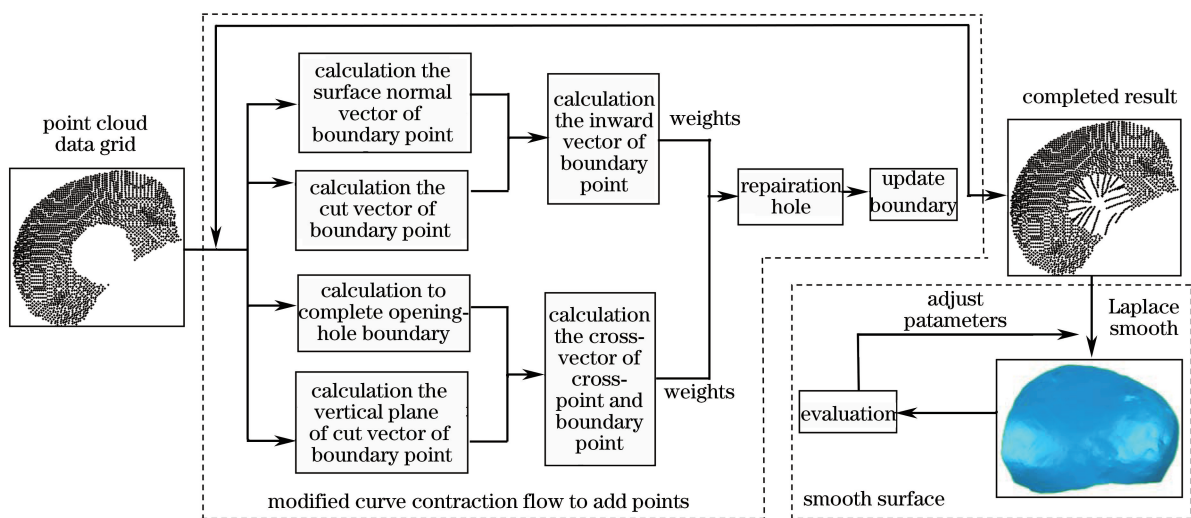 point cloud
data grid
calculation the
surface normal
vector of
boundary point
calculation the
cut vector of
boundary point
calculation to
complete opening-
hole boundary
calculation the
vertical plane
of cut vector of
boundary point
calculation
the inward
vector of
boundary
point
calculation
the cross-
vector of
cross-
point and
boundary
point
weights
weights
repairation
hole
update
boundary
modified curve contraction flow to add points
completed result
adjust
patameters
Laplace
smooth
evaluation
smooth surface